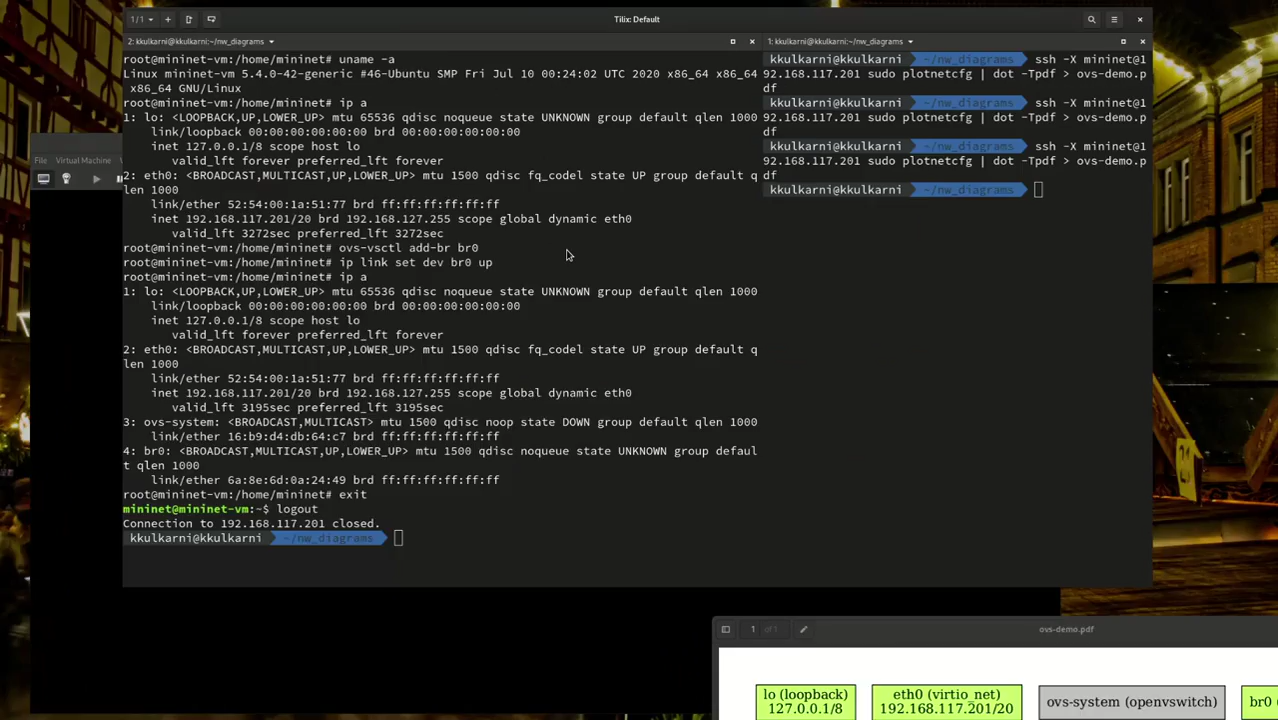 1/1
Tilix: Default
2: kkulkarni@kkulkarni:~/nw_diagrams
root@mininet-vm:/home/mininet# uname -a
Linux mininet-vm 5.4.0-42-generic #46-Ubuntu SMP Fri Jul 10 00:24:02 UTC 2020 x86_64 x86_64
x86_64 GNU/Linux
root@mininet-vm:/home/mininet# ip a
1: lo: <LOOPBACK,UP,LOWER_UP> mtu 65536 qdisc noqueue state UNKNOWN group default qlen 1000
link/loopback 00:00:00:00:00:00 brd 00:00:00:00:00:00
inet 127.0.0.1/8 scope host lo
valid_lft forever preferred_lft forever
2: eth0: <BROADCAST,MULTICAST,UP,LOWER_UP> mtu 1500 qdisc fq_codel state UP group default q
len 1000
link/ether 52:54:00:1a:51:77 brd ff:ff:ff:ff:ff:ff
inet 192.168.117.201/20 brd 192.168.127.255 scope global dynamic eth0
valid_lft 3272sec preferred_lft 3272sec
root@mininet-vm:/home/mininet# ovs-vsctl add-br br0
root@mininet-vm:/home/mininet# ip link set dev br0 up
root@mininet-vm:/home/mininet# ip a
1: lo: <LOOPBACK,UP,LOWER_UP> mtu 65536 qdisc noqueue state UNKNOWN group default qlen 1000
link/loopback 00:00:00:00:00:00 brd 00:00:00:00:00:00
inet 127.0.0.1/8 scope host lo
valid_lft forever preferred_lft forever
2: eth0: <BROADCAST,MULTICAST,UP,LOWER_UP> mtu 1500 qdisc fq_codel state UP group default q
len 1000
link/ether 52:54:00:1a:51:77 brd ff:ff:ff:ff:ff:ff
inet 192.168.117.201/20 brd 192.168.127.255 scope global dynamic eth0
valid_lft 3195sec preferred_lft 3195sec
3: ovs-system: <BROADCAST,MULTICAST> mtu 1500 qdisc noop state DOWN group default qlen 1000
link/ether 16:b9:d4:db:64:c7 brd ff:ff:ff:ff:ff:ff
4: br0: <BROADCAST,MULTICAST,UP,LOWER_UP> mtu 1500 qdisc noqueue state UNKNOWN group defaul
t qlen 1000
link/ether 6a:8e:6d:0a:24:49 brd ff:ff:ff:ff:ff:ff
root@mininet-vm:/home/mininet# exit
mininet@mininet-vm:~$ logout
Connection to 192.168.117.201 closed.
kkulkarni@kkulkarni ~/nw_diagrams
1: kkulkarni@kkulkarni:~/nw_diagrams
kkulkarni@kkulkarni ~/nw_diagrams ssh -X mininet@1
92.168.117.201 sudo plotnetcfg | dot -Tpdf > ovs-demo.p
df
kkulkarni@kkulkarni ~/nw_diagrams ssh -X mininet@1
92.168.117.201 sudo plotnetcfg | dot -Tpdf > ovs-demo.p
df
kkulkarni@kkulkarni ~/nw_diagrams ssh -X mininet@1
92.168.117.201 sudo plotnetcfg | dot -Tpdf > ovs-demo.p
df
kkulkarni@kkulkarni ~/nw_diagrams
File Virtual Machine
1 of 1
ovs-demo.pdf
lo (loopback)
127.0.0.1/8
eth0 (virtio_net)
192.168.117.201/20
ovs-system (openvswitch)
br0